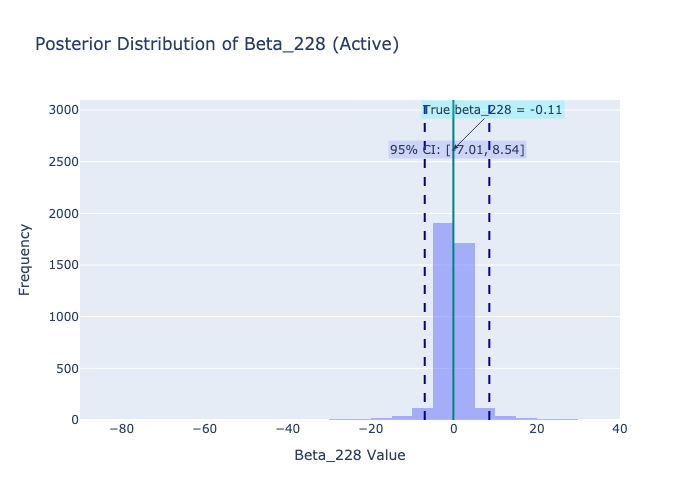 Posterior Distribution of Beta_228 (Active)
True beta_228 = -0.11
95% CI: [-7.01, 8.54]
3000
2500
2000
1500
1000
500
0
Frequency
−80
−60
−40
−20
0
20
40
Beta_228 Value